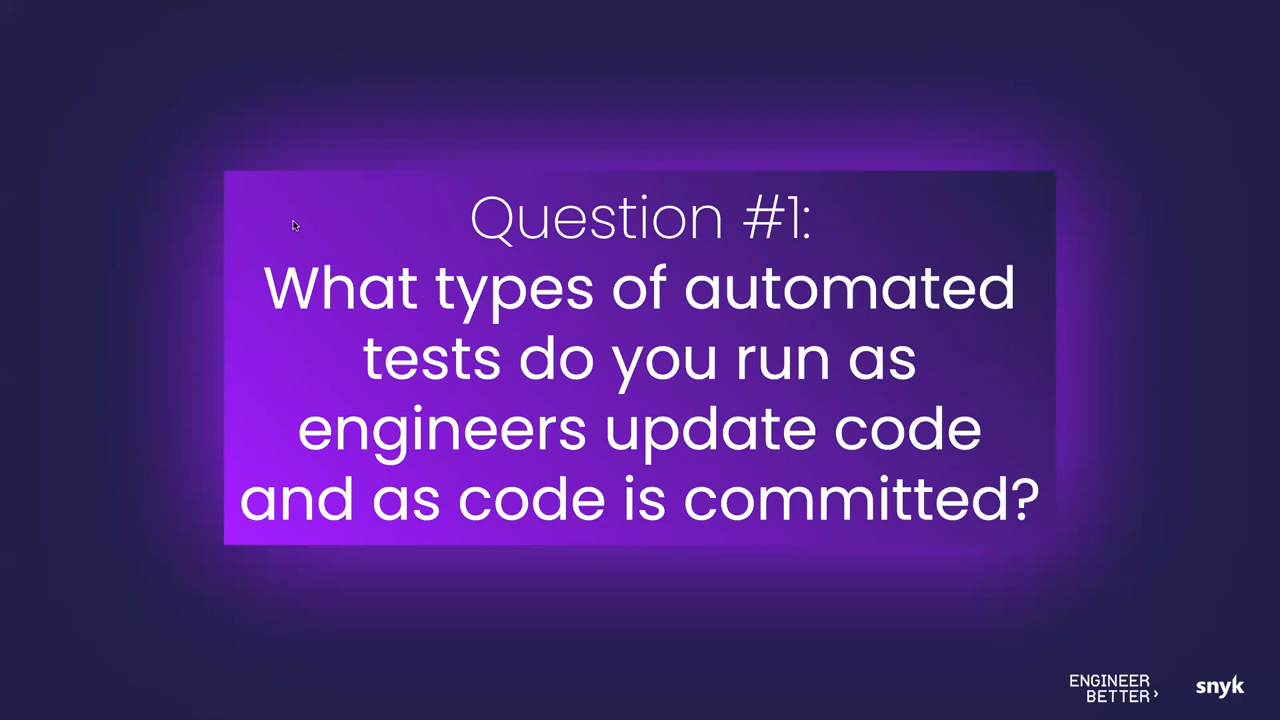 Question #1:
What types of automated
tests do you run as
engineers update code
and as code is committed?
ENGINEER
BETTER›
snyk